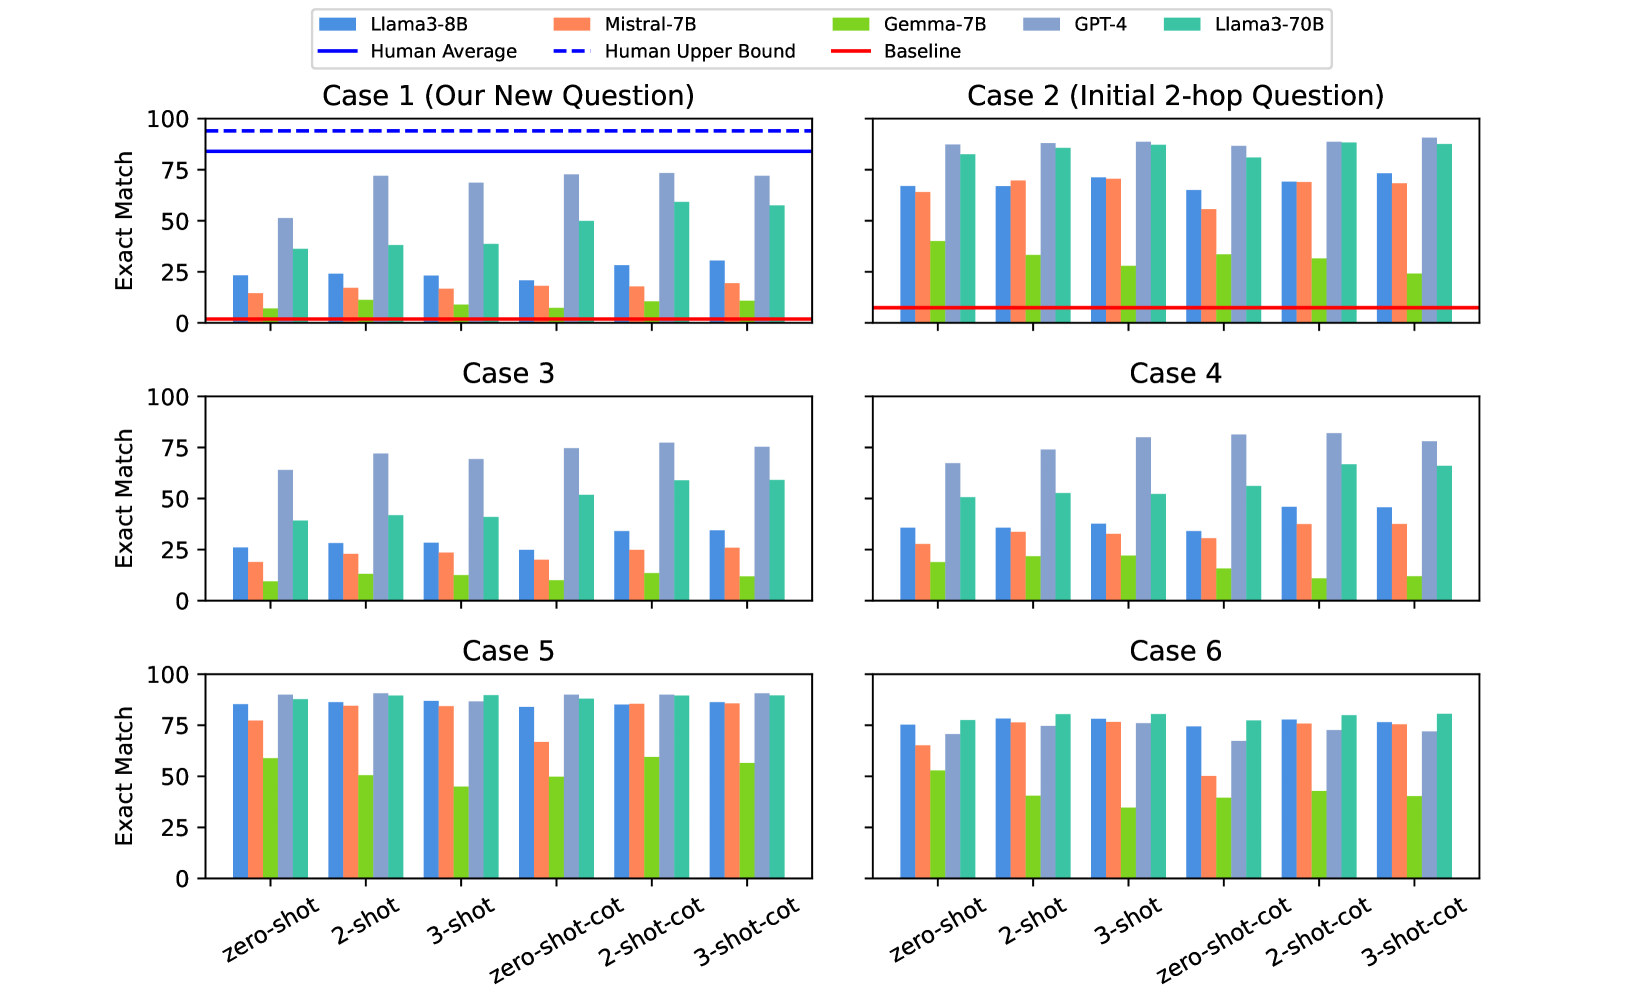 Llama3-8B Mistral-7B Gemma-7B GPT-4 Llama3-70B
Human Average Human Upper Bound Baseline
Case 1 (Our New Question)
Case 2 (Initial 2-hop Question)
100
75
50
25
0
Exact Match
Case 3
Case 4
100
75
50
25
0
Exact Match
Case 5
Case 6
100
75
50
25
0
Exact Match
zero-shot 2-shot 3-shot zero-shot-cot 2-shot-cot 3-shot-cot
zero-shot 2-shot 3-shot zero-shot-cot 2-shot-cot 3-shot-cot